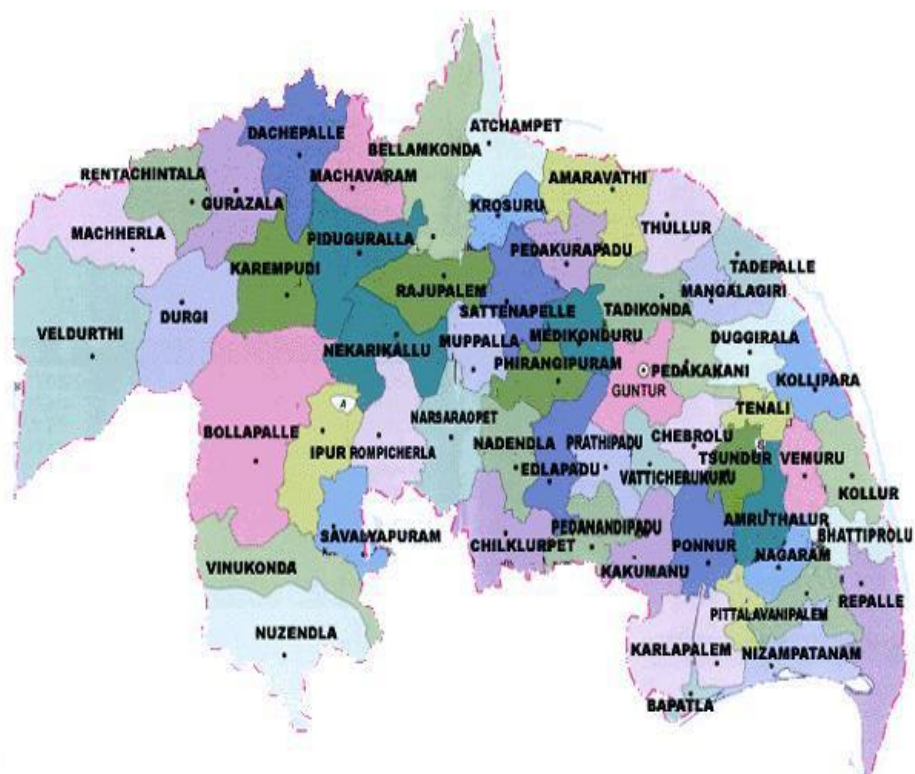 ATCHAMPET
DACHEPALLE
BELLAMKONDA
RENTACHINTALA
MACHAVARAM
AMARAVATHI
GURAZALA
KROSURU
THULLUR
MACHHERLA
PIDUGURALLA
PEDAKURAPADU
TADEPALLE
KAREMPUDI
RAJUPALEM
MANGALAGIRI
DURGI
SATTENAPELLE
TADIKONDA
VELDURTHI
MEDIKONDURU
DUGGIRALA
NEKARIKALLU
MUPPALLA
PHIRANGIPURAM
PEDAKAKANI
KOLLIPARA
GUNTUR
A
TENALI
BOLLAPALLE
NARSARAOPET
IPUR
ROMPICHERLA
NADENDLA
PRATHIPADU
CHEBROLU
EDLAPADU
TSUNDUR
VEMURU
VATTICHERUKURU
KOLLUR
AMRUTHALUR
SAVALYAPURAM
PEDANANDIPADU
BHATTIPROLU
CHILKLURPET
PONNUR
NAGARAM
VINUKONDA
KAKUMANU
REPALLE
PITTALAVANIPALEM
NUZENDLA
KARLAPALEM
NIZAMPATANAM
BAPATLA